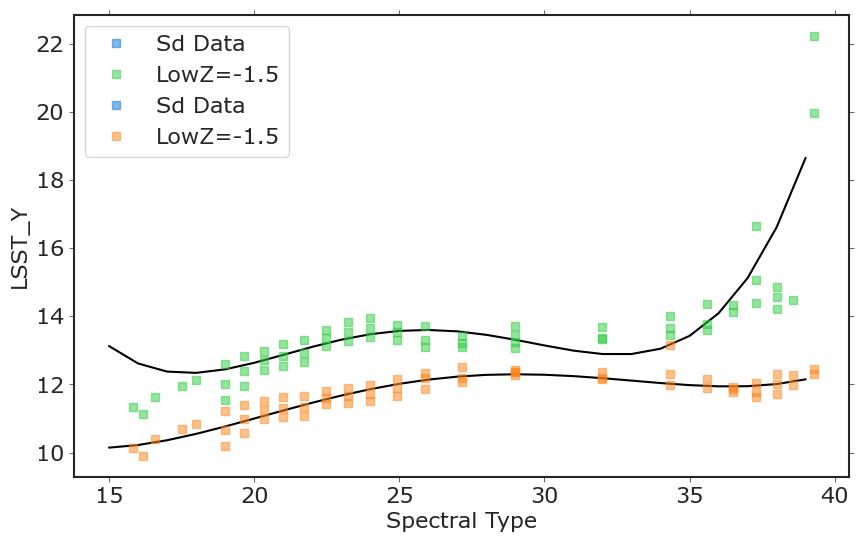 22
20
18
16
14
12
10
LSST_Y
Sd Data
LowZ=-1.5
Sd Data
LowZ=-1.5
15 20 25 30 35 40
Spectral Type